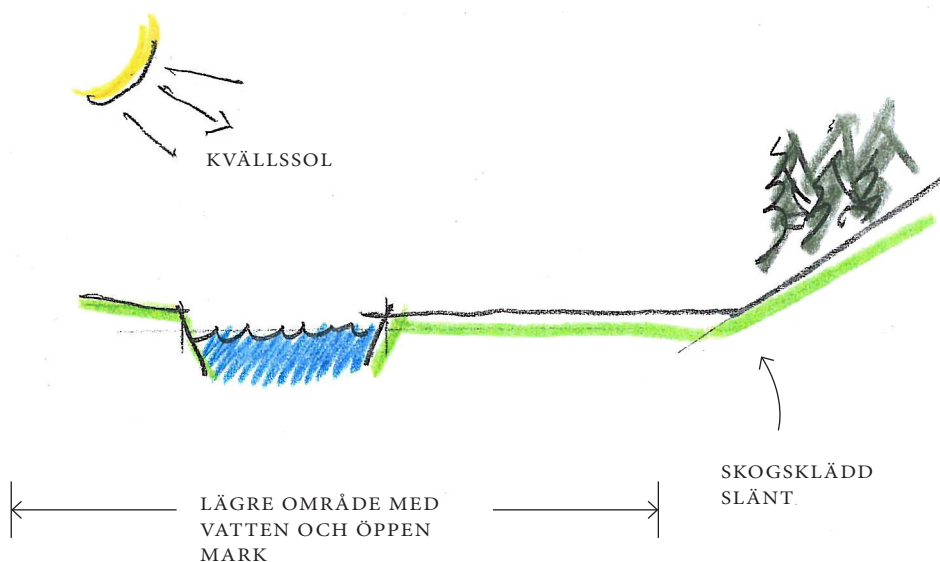 KVÄLLSSOL
SKOGSKLÄDD
SLÄNT
LÄGRE OMRÅDE MED
VATTEN OCH ÖPPEN
MARK